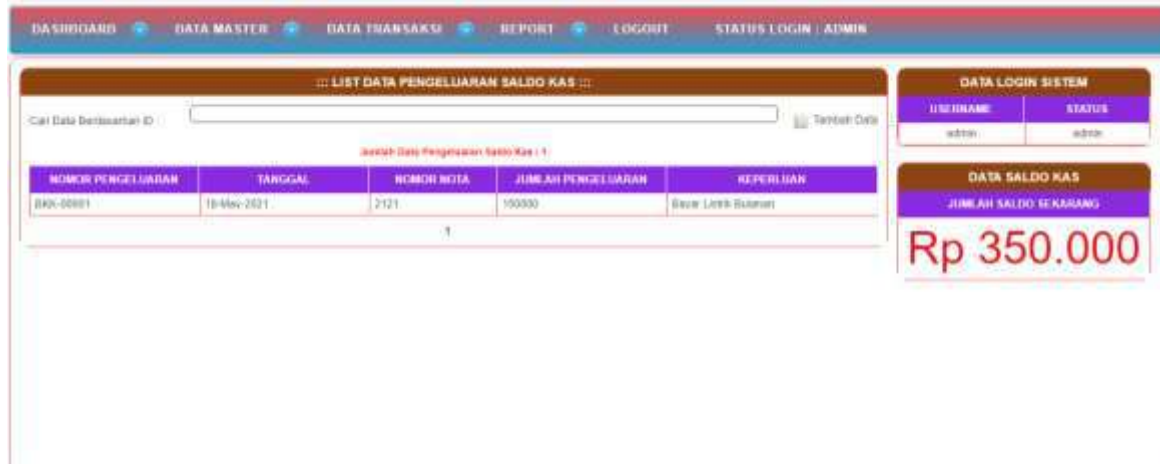 DASHBOARD DATA MASTER DATA TRANSAKSI REPORT LOGOUT STATUS LOGIN : ADMIN
::: LIST DATA PENGELUARAN SALDO KAS :::
Cari Data Berdasarkan ID
Tambah Data
Jumlah Data Pengeluaran Saldo Kas : 1
NOMOR PENGELUARAN TANGGAL NOMOR NOTA JUMLAH PENGELUARAN KEPERLUAN
BKK-00001 18-May-2021 2121 150000 Bayar Listrik Bulanan
1
DATA LOGIN SISTEM
USERNAME STATUS
admin admin
DATA SALDO KAS
JUMLAH SALDO SEKARANG
Rp 350.000